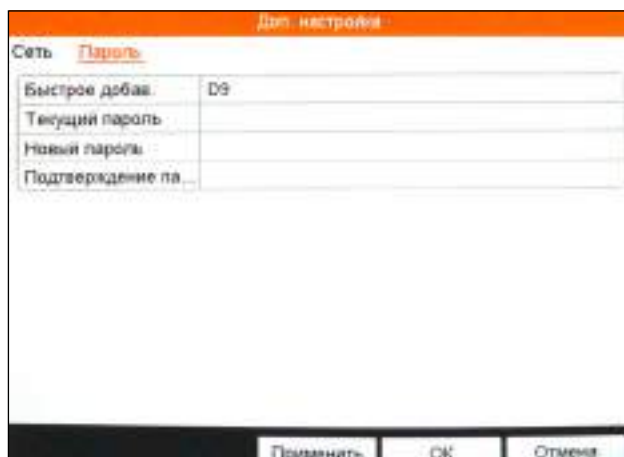 Доп. настройка
Сеть Пароль
Быстрое добав. D9
Текущий пароль
Новый пароль
Подтверждение па...
Применить OK Отмена